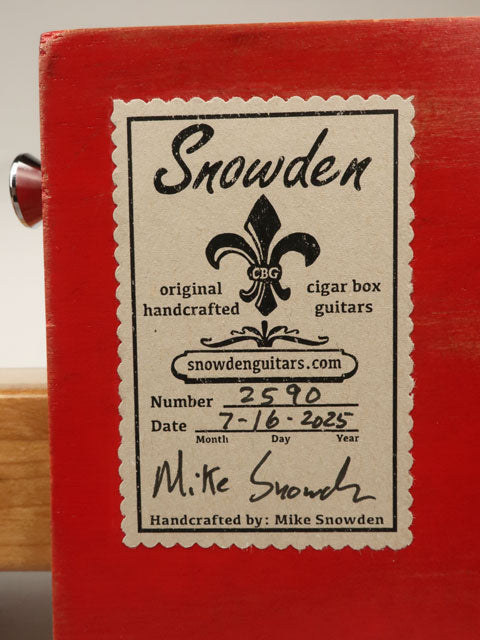 Snowden
CBG
original handcrafted
cigar box guitars
snowdenguitars.com
Number 2590
Date 7-16-2025
Month Day Year
Mike Snowden
Handcrafted by: Mike Snowden